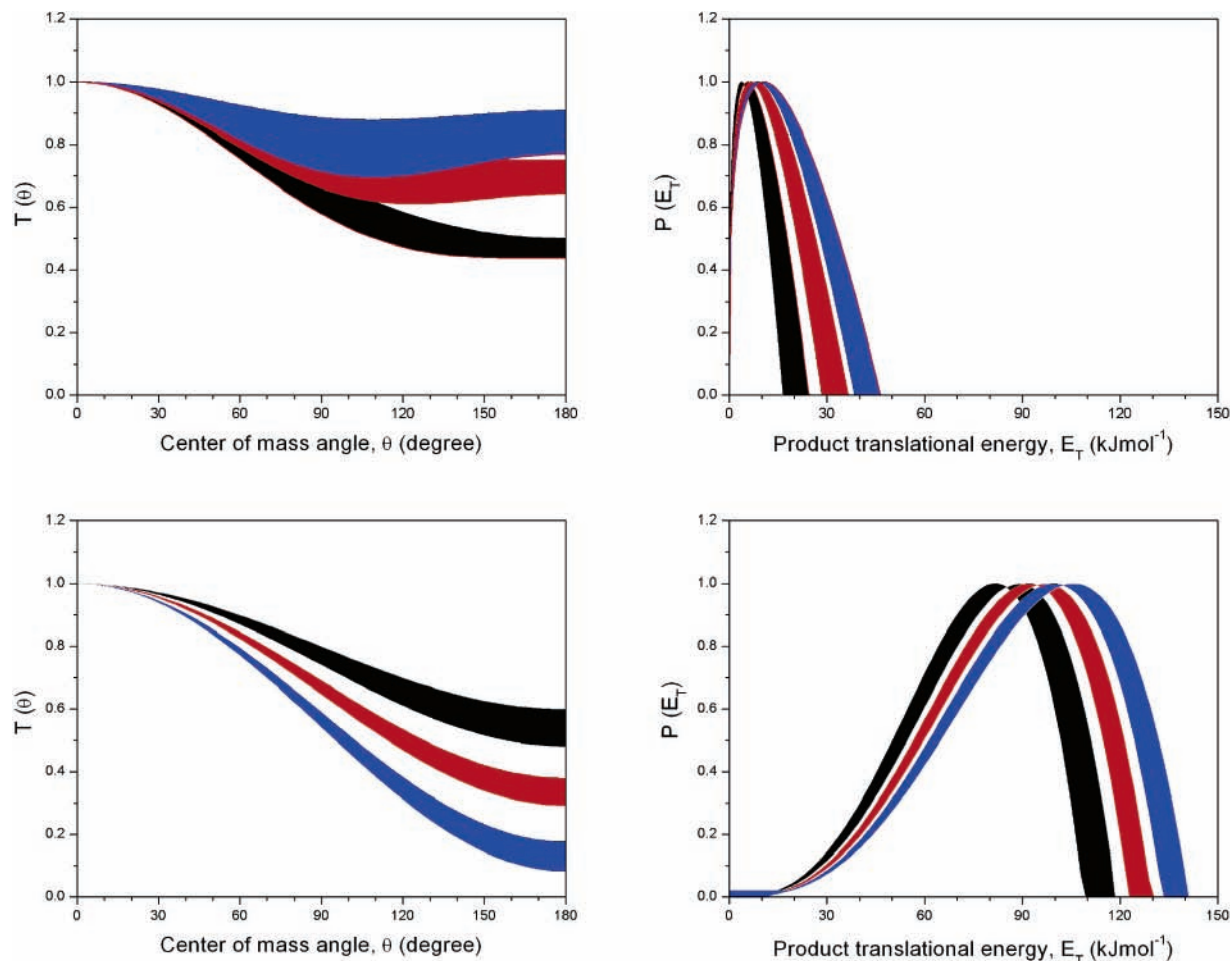 1.2
1.0
0.8
0.6
0.4
0.2
0.0
T (θ)
0 30 60 90 120 150 180
Center of mass angle, θ (degree)
1.2
1.0
0.8
0.6
0.4
0.2
0.0
P (E_T)
0 30 60 90 120 150
Product translational energy, E_T (kJmol⁻¹)
1.2
1.0
0.8
0.6
0.4
0.2
0.0
T (θ)
0 30 60 90 120 150 180
Center of mass angle, θ (degree)
1.2
1.0
0.8
0.6
0.4
0.2
0.0
P (E_T)
0 30 60 90 120 150
Product translational energy, E_T (kJmol⁻¹)